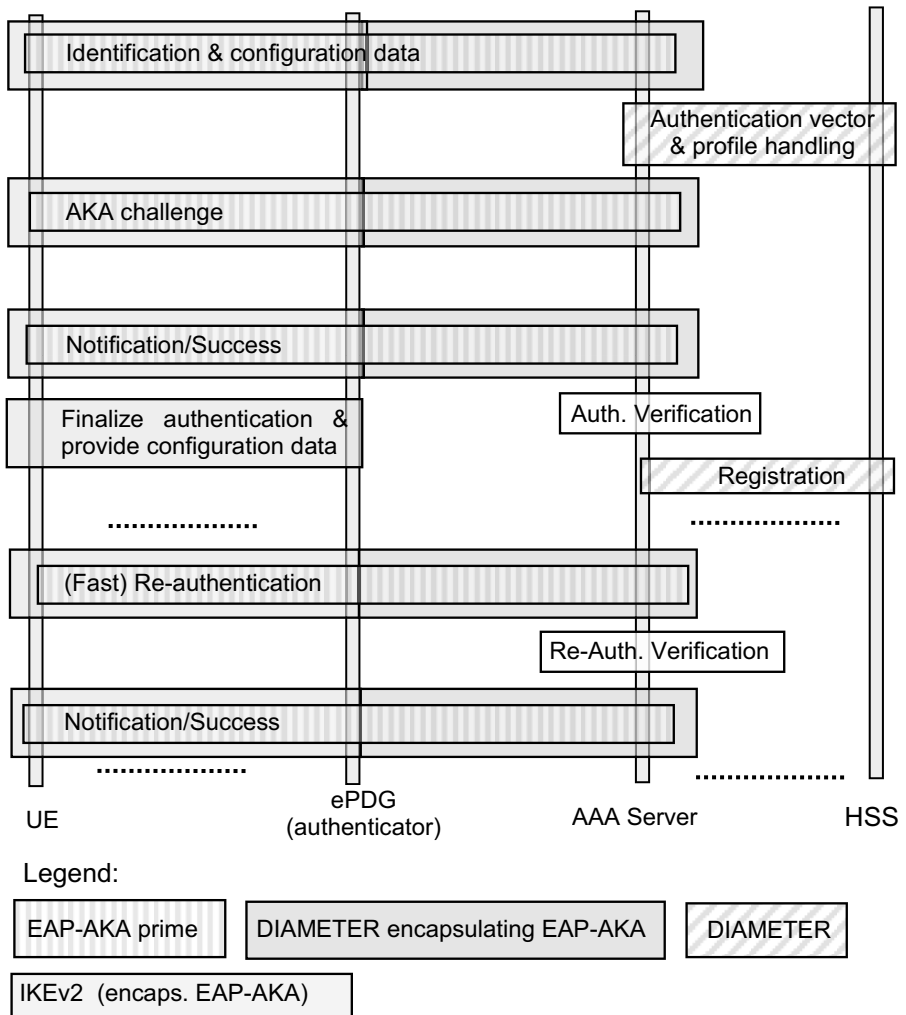 Identification & configuration data
Authentication vector
& profile handling
AKA challenge
Notification/Success
Finalize authentication &
provide configuration data
Auth. Verification
Registration
(Fast) Re-authentication
Re-Auth. Verification
Notification/Success
UE
ePDG
(authenticator)
AAA Server
HSS
Legend:
EAP-AKA prime
DIAMETER encapsulating EAP-AKA
DIAMETER
IKEv2 (encaps. EAP-AKA)